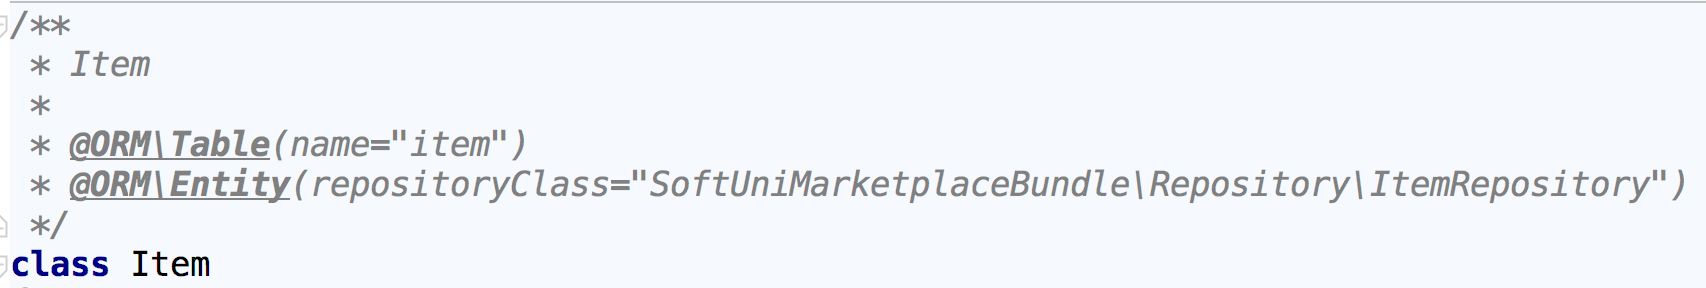 /**
 * Item
 *
 * @ORM\Table(name="item")
 * @ORM\Entity(repositoryClass="SoftUniMarketplaceBundle\Repository\ItemRepository")
 */
class Item